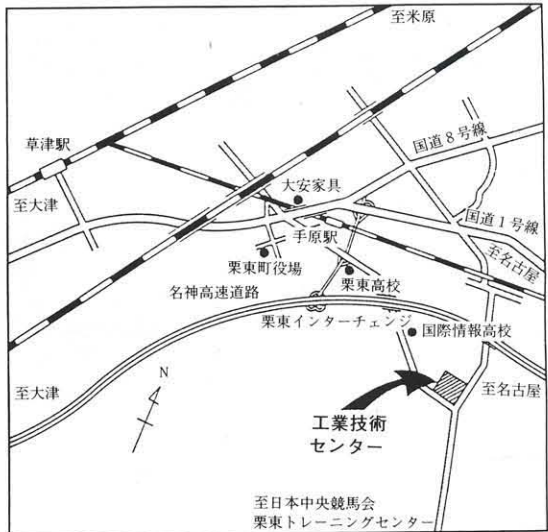 至米原
草津駅
国道8号線
大安家具
至大津
国道1号線
手原駅
至名古屋
栗東町役場
栗東高校
名神高速道路
栗東インターチェンジ
国際情報高校
至大津
N
至名古屋
工業技術
センター
至日本中央競馬会
栗東トレーニングセンター